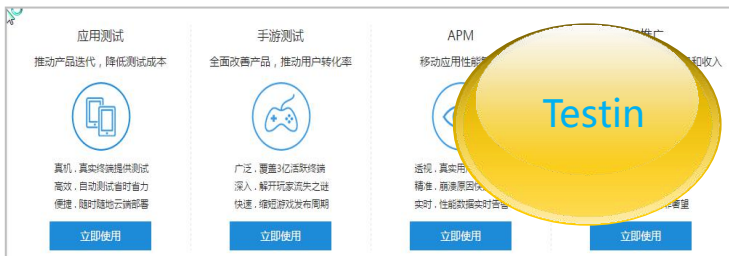 应用测试
推动产品迭代，降低测试成本
真机，真实终端提供测试
高效，自动测试省时省力
便捷，随时随地云端部署
立即使用
手游测试
全面改善产品，推动用户转化率
广泛，覆盖3亿活跃终端
深入，解开玩家流失之谜
快速，缩短游戏发布周期
立即使用
APM
移动应用性能
透视，真实用
精准，崩溃原因快
实时，性能数据实时告
立即使用
推广
和收入
立即使用
Testin